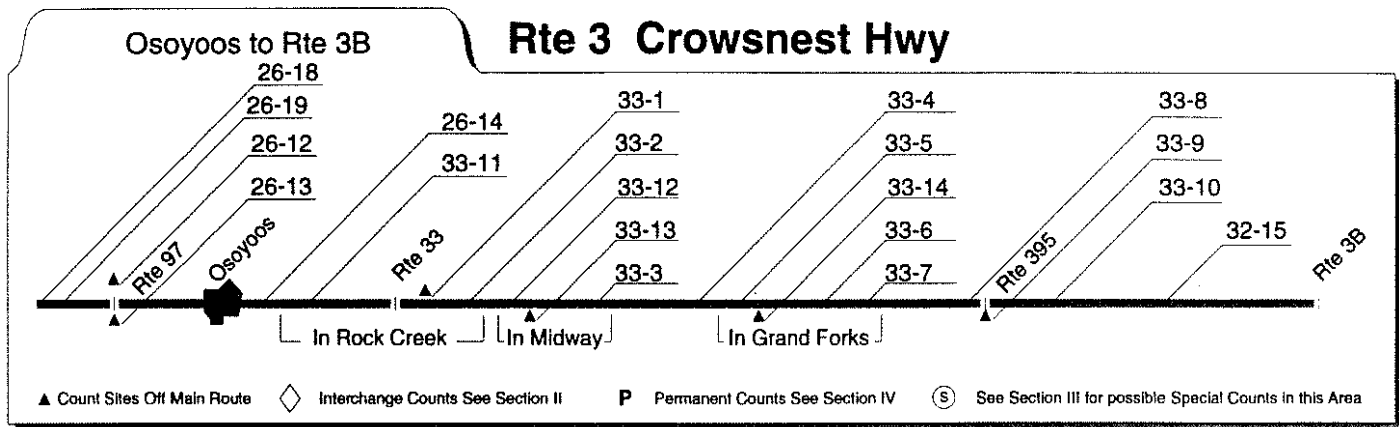 Osoyoos to Rte 3B
Rte 3 Crowsnest Hwy
26-18
26-19
26-12
26-13
Rte 97
Osoyoos
26-14
33-11
Rte 33
33-1
33-2
33-12
33-13
33-3
33-4
33-5
33-14
33-6
33-7
33-8
33-9
33-10
Rte 395
32-15
Rte 3B
In Rock Creek
In Midway
In Grand Forks
▲ Count Sites Off Main Route
Interchange Counts See Section II
P Permanent Counts See Section IV
S See Section III for possible Special Counts in this Area